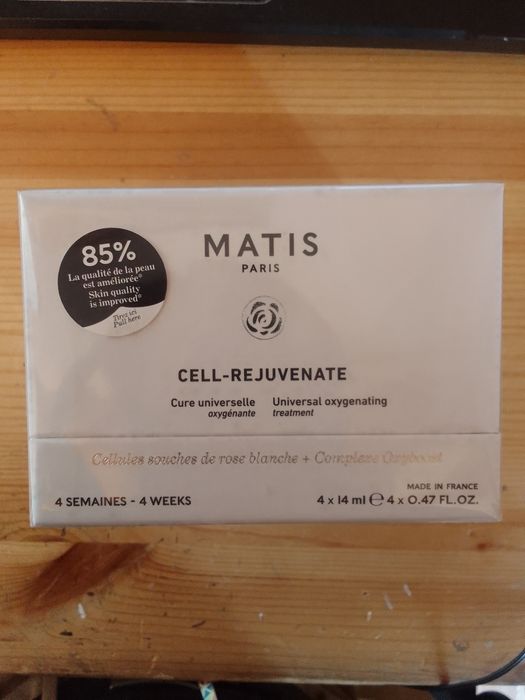 MATIS
PARIS
85%
La qualité de la peau
est améliorée*
Skin quality
is improved*
Tirez ici
Pull here
CELL-REJUVENATE
Cure universelle
oxygénante
Universal oxygenating
treatment
Cellules souches de rose blanche + Complexe Oxyboost
MADE IN FRANCE
4 SEMAINES - 4 WEEKS
4 x 14 ml ℮ 4 x 0.47 FL.OZ.